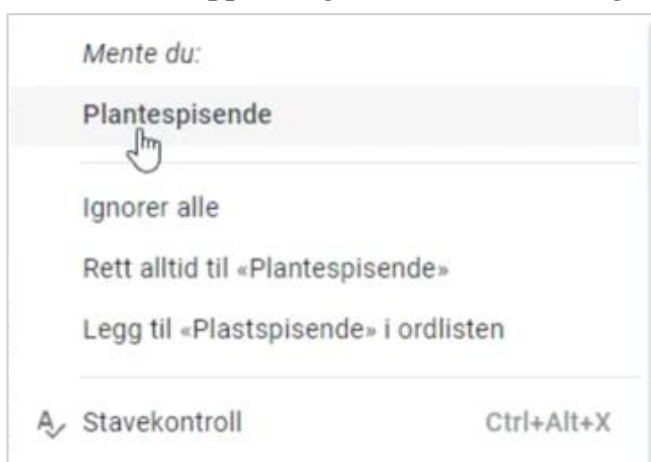 Mente du:
Plantespisende
Ignorer alle
Rett alltid til «Plantespisende»
Legg til «Plastspisende» i ordlisten
Stavekontroll Ctrl+Alt+X